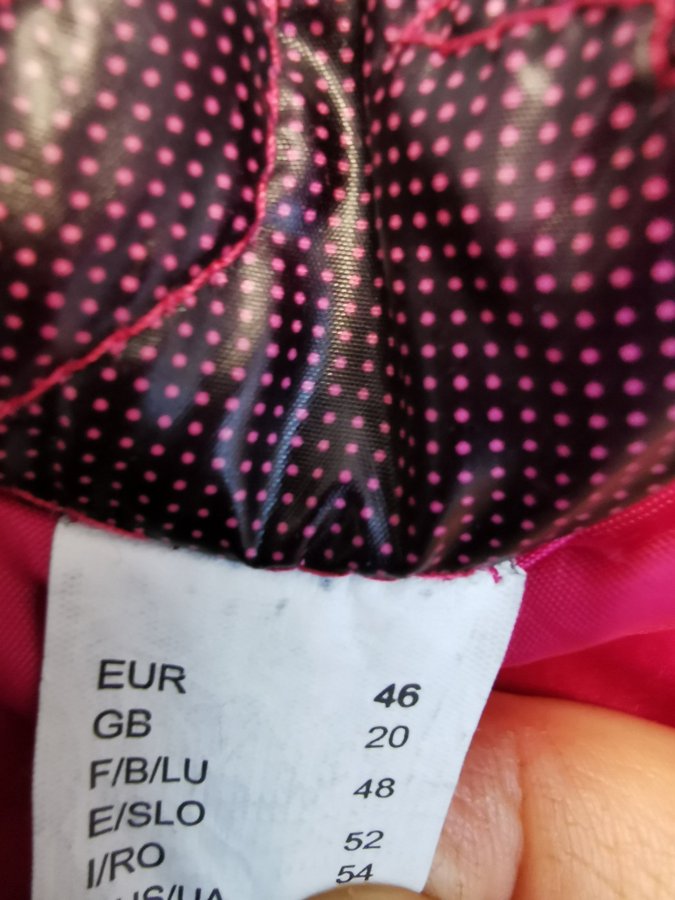 EUR 46
GB 20
F/B/LU 48
E/SLO 52
I/RO 54